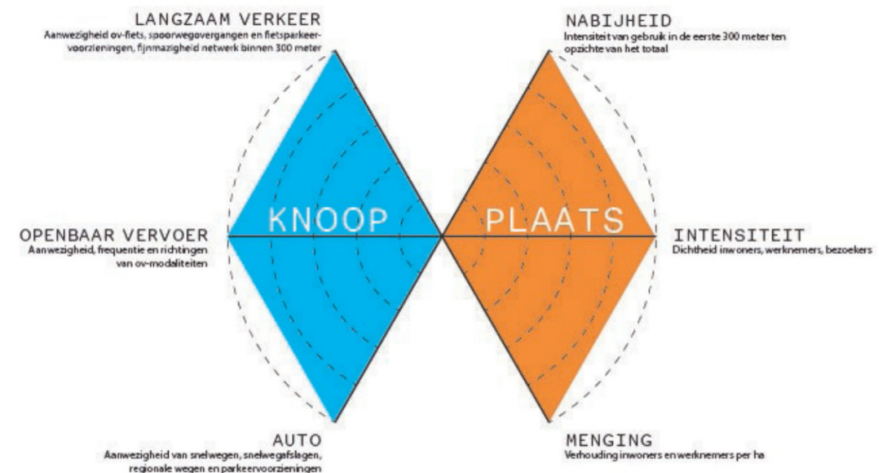 LANGZAAM VERKEER
Aanwezigheid ov-fiets, spoorwegovergangen en fietsparkeer-
voorzieningen, fijnmazigheid netwerk binnen 300 meter
NABIJHEID
Intensiteit van gebruik in de eerste 300 meter ten
opzichte van het totaal
KNOOP
PLAATS
OPENBAAR VERVOER
Aanwezigheid, frequentie en richtingen
van ov-modaliteiten
INTENSITEIT
Dichtheid inwoners, werknemers, bezoekers
AUTO
Aanwezigheid van snelwegen, snelwegafslagen,
regionale wegen en parkeervoorzieningen
MENGING
Verhouding inwoners en werknemers per ha